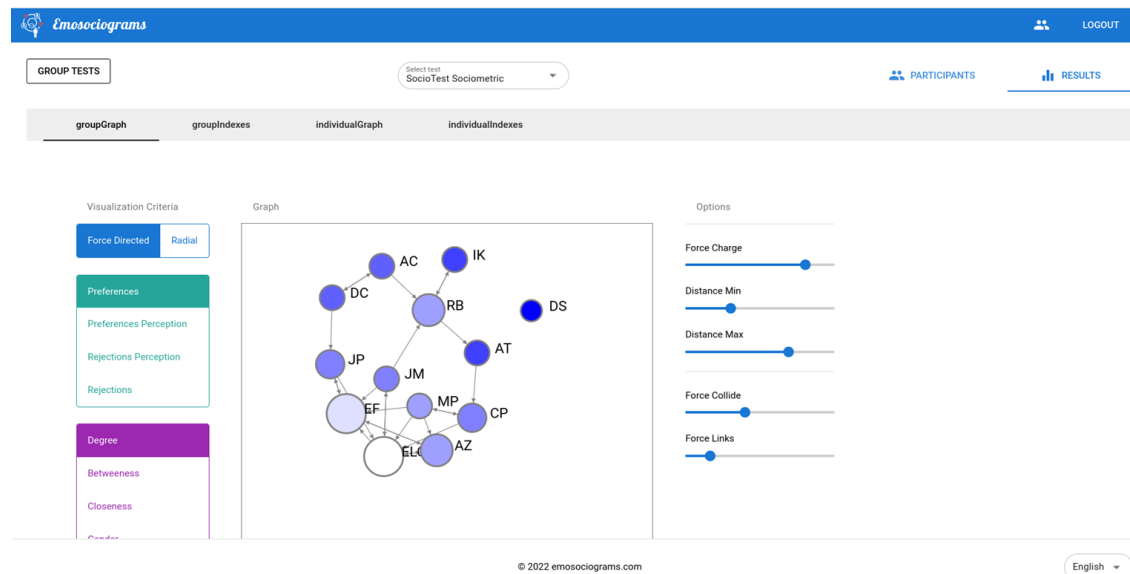 Emosociograms
LOGOUT
GROUP TESTS
Select test
SocioTest Sociometric
PARTICIPANTS
RESULTS
groupGraph
groupIndexes
individualGraph
individualIndexes
Visualization Criteria
Graph
Options
Force Directed
Radial
Preferences
Preferences Perception
Rejections Perception
Rejections
Degree
Betweeness
Closeness
Gender
AC
IK
DC
RB
DS
AT
JP
JM
EF
MP
CP
AZ
Force Charge
Distance Min
Distance Max
Force Collide
Force Links
© 2022 emosociograms.com
English